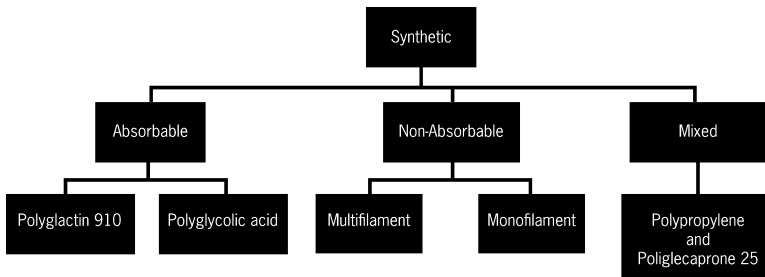 Synthetic
Absorbable
Non-Absorbable
Mixed
Polyglactin 910
Polyglycolic acid
Multifilament
Monofilament
Polypropylene
and
Poliglecaprone 25